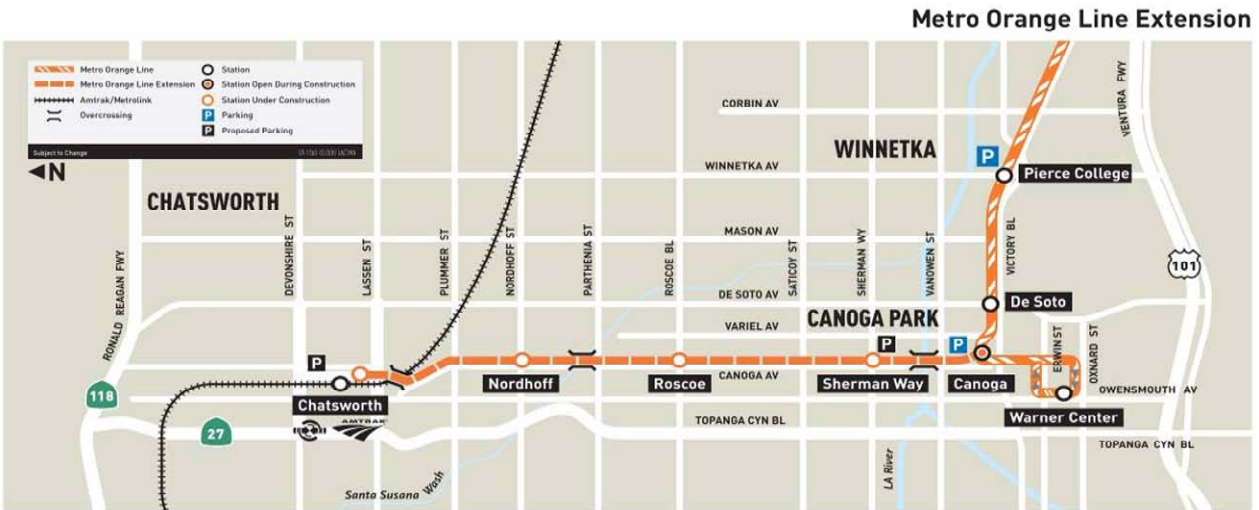 Metro Orange Line Extension
Metro Orange Line
Metro Orange Line Extension
Amtrak/Metrolink
Overcrossing
Station
Station Open During Construction
Station Under Construction
P Parking
P Proposed Parking
Subject to Change
◄N
CHATSWORTH
WINNETKA
CANOGA PARK
CORBIN AV
WINNETKA AV
MASON AV
DE SOTO AV
VARIEL AV
CANOGA AV
TOPANGA CYN BL
RONALD REAGAN FWY
DEVONSHIRE ST
LASSEN ST
PLUMMER ST
NORDHOFF ST
PARTHENIA ST
ROSCOE BL
SATICOY ST
SHERMAN WY
VANOWEN ST
VICTORY BL
ERWIN ST
OXNARD ST
VENTURA FWY
OWENSMOUTH AV
TOPANGA CYN BL
P
Pierce College
De Soto
101
P
P
P
Chatsworth
AMTRAK
Nordhoff
Roscoe
Sherman Way
Canoga
Warner Center
118
27
Santa Susana Wash
LA River